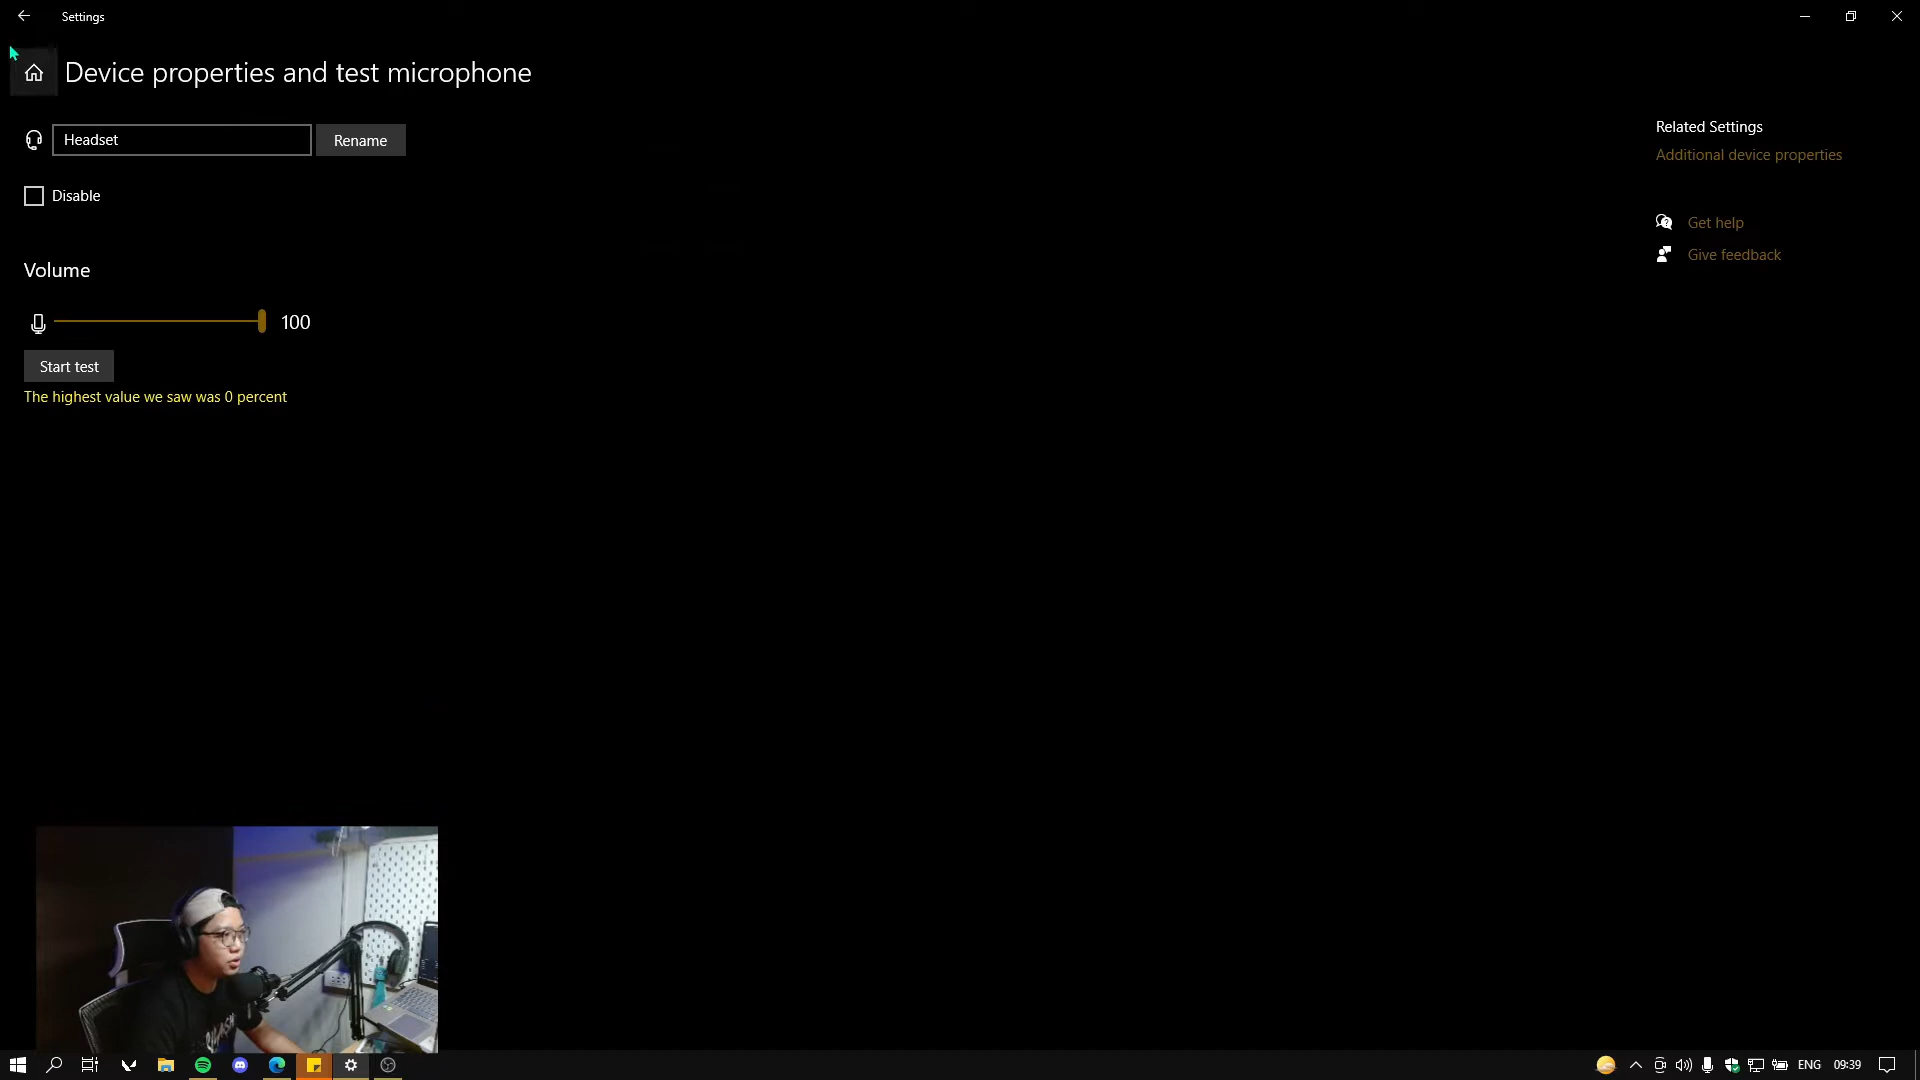 Settings
Device properties and test microphone
Headset
Rename
Disable
Volume
100
Start test
The highest value we saw was 0 percent
Related Settings
Additional device properties
Get help
Give feedback
ENG
09:39